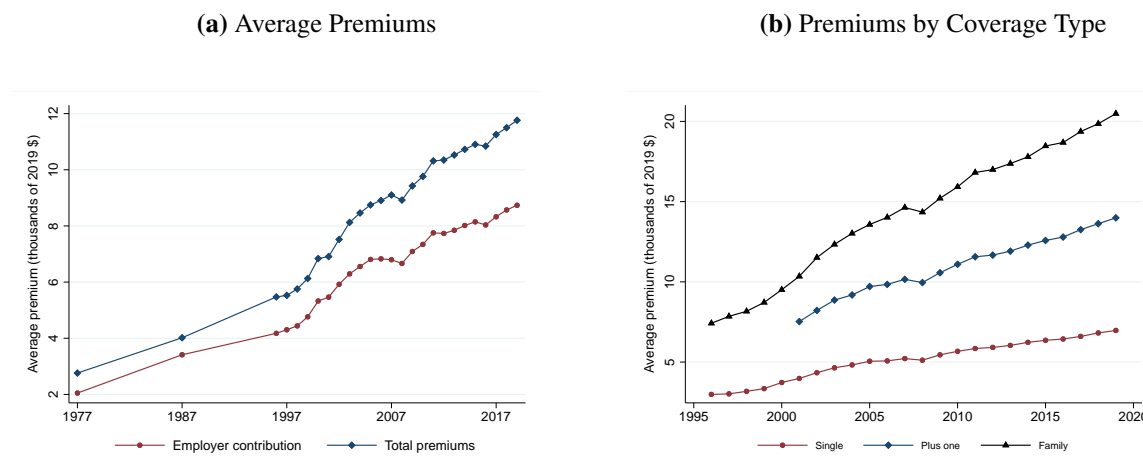 (a) Average Premiums
(b) Premiums by Coverage Type
Average premium (thousands of 2019 $)
12
10
8
6
4
2
1977 1987 1997 2007 2017
Employer contribution Total premiums
Average premium (thousands of 2019 $)
20
15
10
5
1995 2000 2005 2010 2015 2020
Single Plus one Family